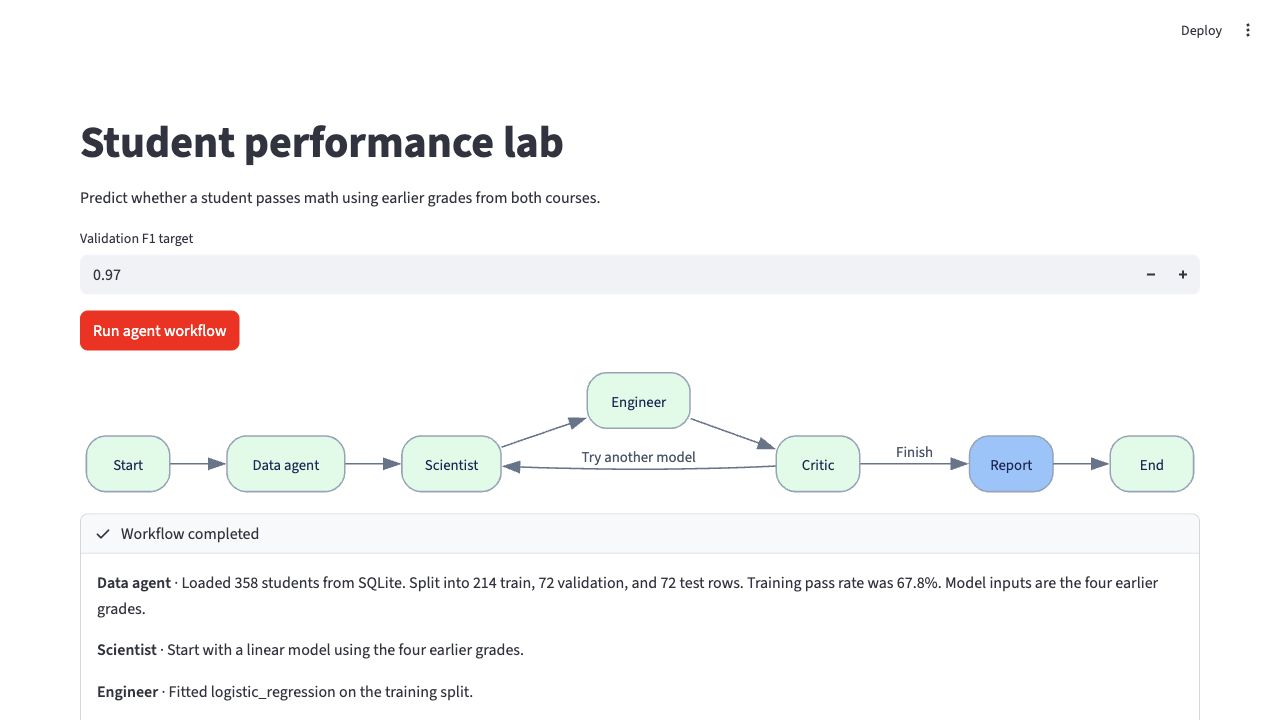 Deploy
Student performance lab
Predict whether a student passes math using earlier grades from both courses.
Validation F1 target
0.97
Run agent workflow
Engineer
Start
Data agent
Scientist
Try another model
Critic
Finish
Report
End
Workflow completed
Data agent · Loaded 358 students from SQLite. Split into 214 train, 72 validation, and 72 test rows. Training pass rate was 67.8%. Model inputs are the four earlier
grades.
Scientist · Start with a linear model using the four earlier grades.
Engineer · Fitted logistic_regression on the training split.